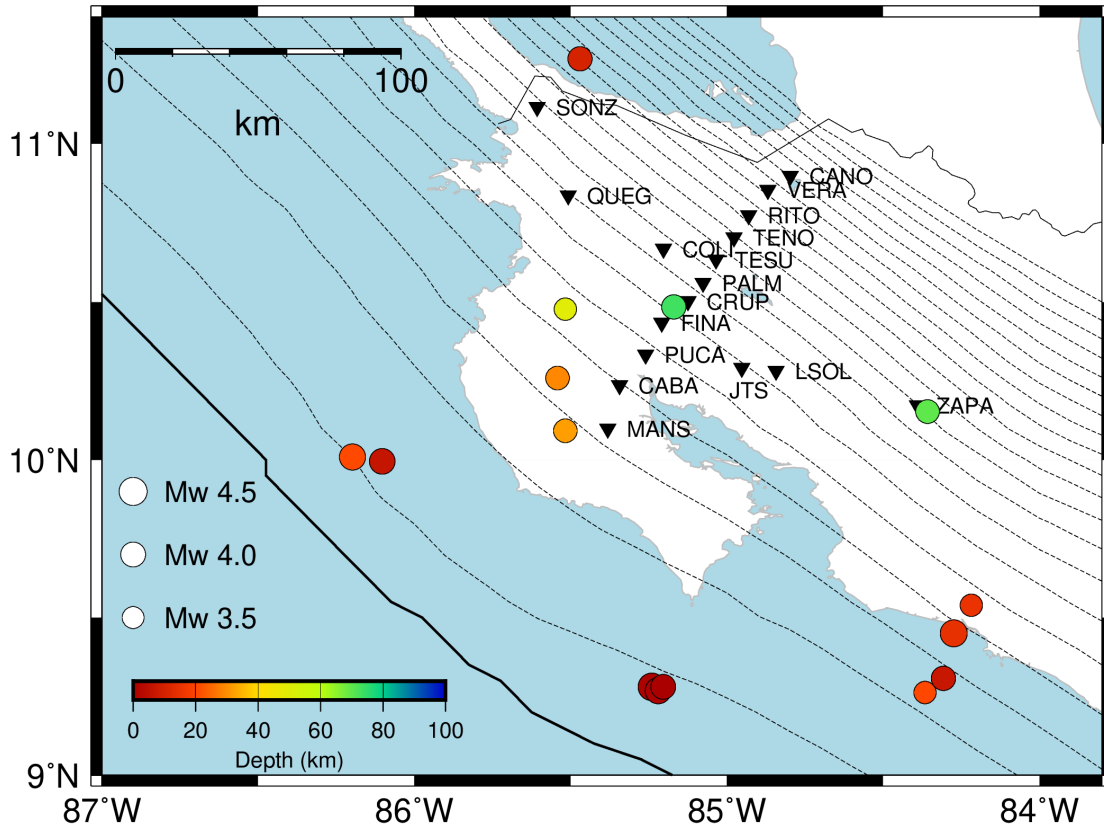 0 100
km
11°N
10°N
9°N
SONZ
CANO
VERA
QUEG
RITO
TENO
COLI
TESU
PALM
CRUP
FINA
PUCA
LSOL
CABA
JTS
ZAPA
MANS
Mw 4.5
Mw 4.0
Mw 3.5
0 20 40 60 80 100
Depth (km)
87°W 86°W 85°W 84°W